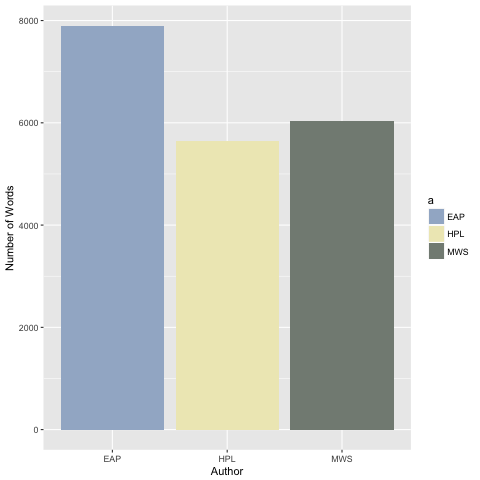 8000
6000
4000
2000
0
Number of Words
EAP
HPL
MWS
Author
a
EAP
HPL
MWS